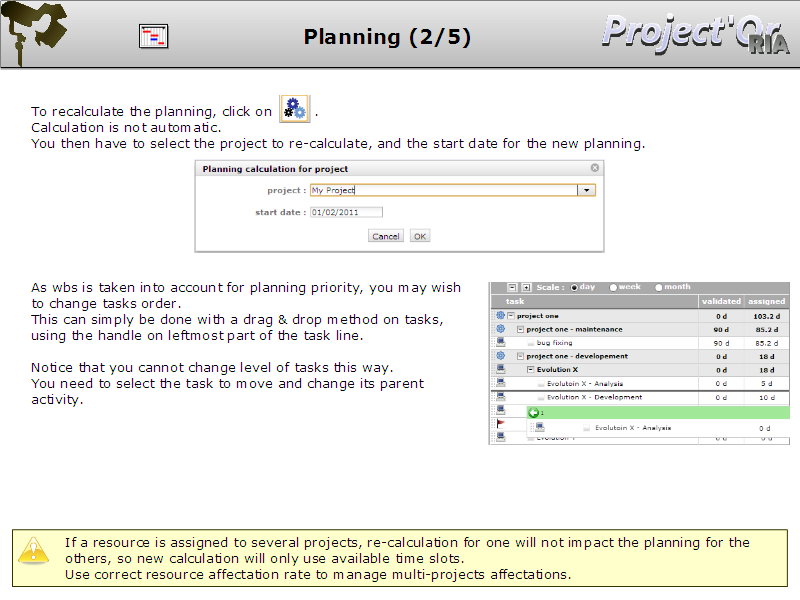 Planning (2/5)
Project'Or
RIA
To recalculate the planning, click on .
Calculation is not automatic.
You then have to select the project to re-calculate, and the start date for the new planning.
Planning calculation for project
project : My Project
start date : 01/02/2011
Cancel OK
As wbs is taken into account for planning priority, you may wish
to change tasks order.
This can simply be done with a drag & drop method on tasks,
using the handle on leftmost part of the task line.
Notice that you cannot change level of tasks this way.
You need to select the task to move and change its parent
activity.
Scale : day week month
task validated assigned
project one 0 d 103.2 d
project one - maintenance 90 d 85.2 d
bug fixing 90 d 85.2 d
project one - developement 0 d 18 d
Evolution X 0 d 18 d
Evolutoin X - Analysis 0 d 5 d
Evolution X - Development 0 d 10 d
1
Evolutoin X - Analysis 0 d
If a resource is assigned to several projects, re-calculation for one will not impact the planning for the
others, so new calculation will only use available time slots.
Use correct resource affectation rate to manage multi-projects affectations.